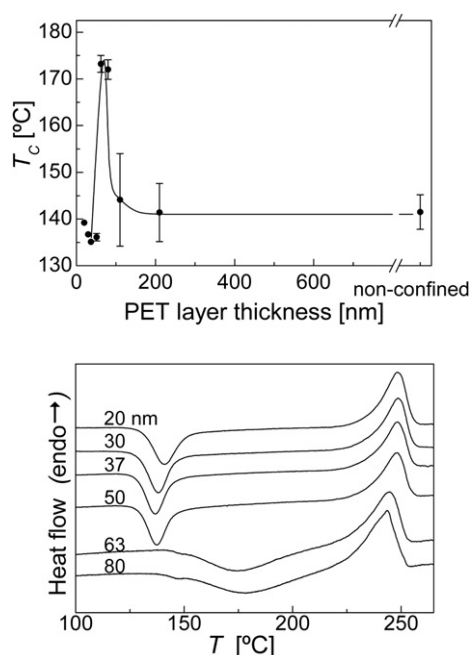 180
170
160
150
140
130
T_C [ºC]
0 200 400 600 non-confined
PET layer thickness [nm]
20 nm
30
37
50
63
80
Heat flow (endo→)
100 150 200 250
T [ºC]